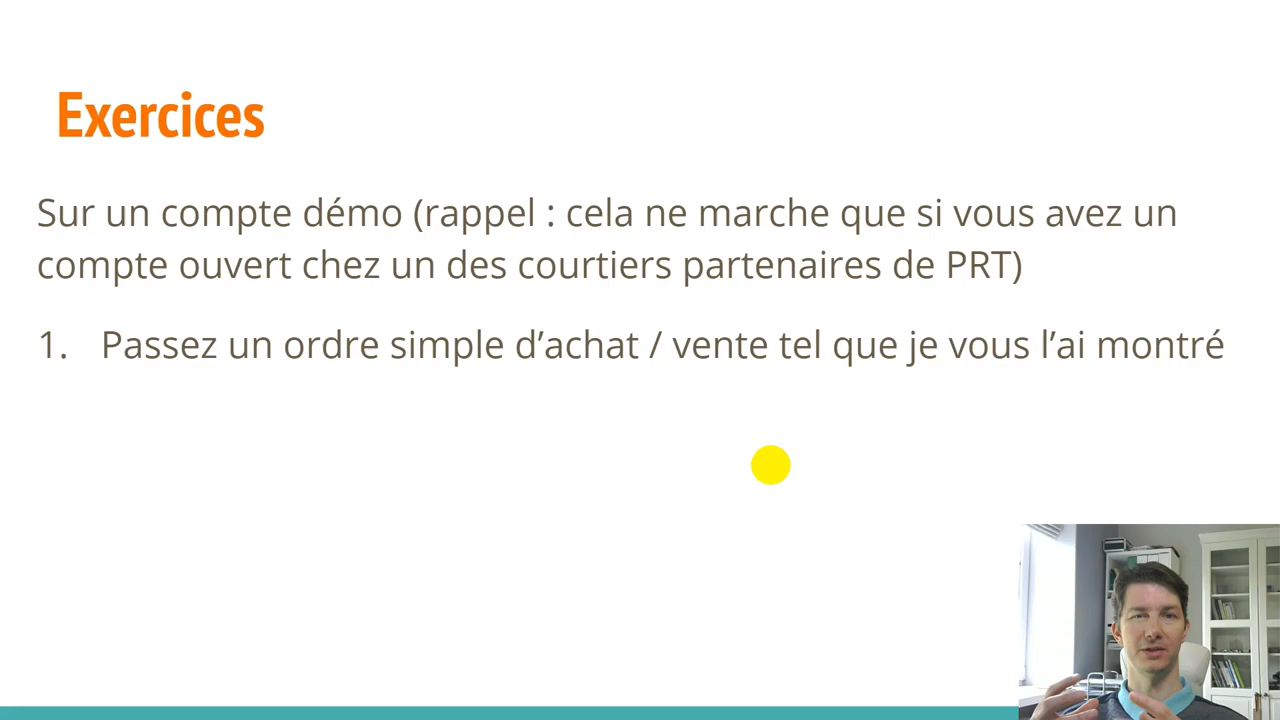 Exercices
Sur un compte démo (rappel : cela ne marche que si vous avez un
compte ouvert chez un des courtiers partenaires de PRT)
1. Passez un ordre simple d’achat / vente tel que je vous l’ai montré